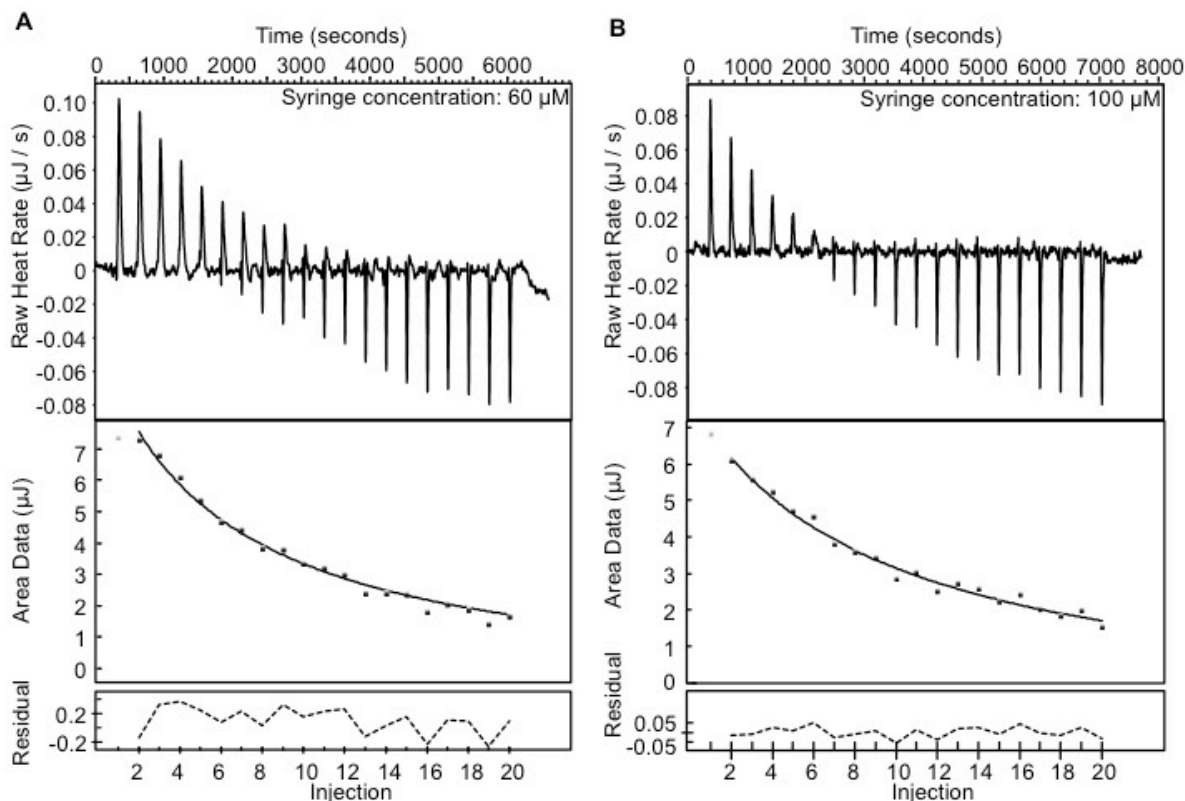 A
Time (seconds)
0 1000 2000 3000 4000 5000 6000
Syringe concentration: 60 µM
Raw Heat Rate (µJ / s)
0.10
0.08
0.06
0.04
0.02
0
-0.02
-0.04
-0.06
-0.08
Area Data (µJ)
7
6
5
4
3
2
1
0
Residual
0.2
-0.2
2 4 6 8 10 12 14 16 18 20
Injection
B
Time (seconds)
0 1000 2000 3000 4000 5000 6000 7000 8000
Syringe concentration: 100 µM
Raw Heat Rate (µJ / s)
0.08
0.06
0.04
0.02
0
-0.02
-0.04
-0.06
-0.08
Area Data (µJ)
7
6
5
4
3
2
1
0
Residual
0.05
-0.05
2 4 6 8 10 12 14 16 18 20
Injection